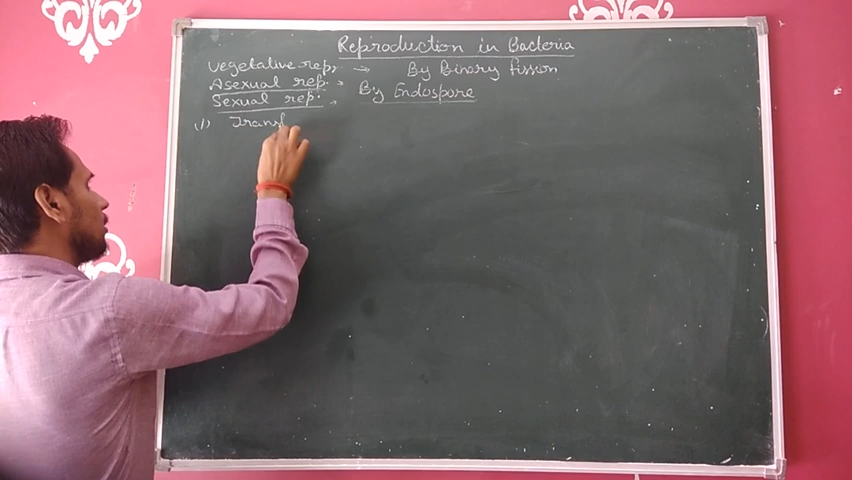 Reproduction in Bacteria
Vegetative rep. → By Binary fission
Asexual rep. → By Endospore
Sexual rep. →
(1) Transf